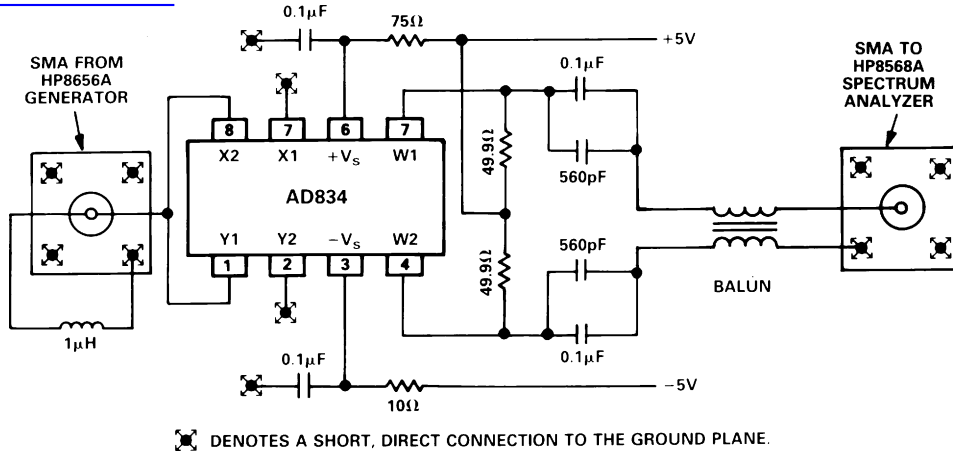 0.1µF
75Ω
+5V
SMA FROM
HP8656A
GENERATOR
0.1µF
SMA TO
HP8568A
SPECTRUM
ANALYZER
8
7
6
7
X2
X1
+VS
W1
49.9Ω
560pF
AD834
Y1
Y2
−VS
W2
560pF
49.9Ω
1
2
3
4
BALUN
1µH
0.1µF
0.1µF
10Ω
−5V
DENOTES A SHORT, DIRECT CONNECTION TO THE GROUND PLANE.